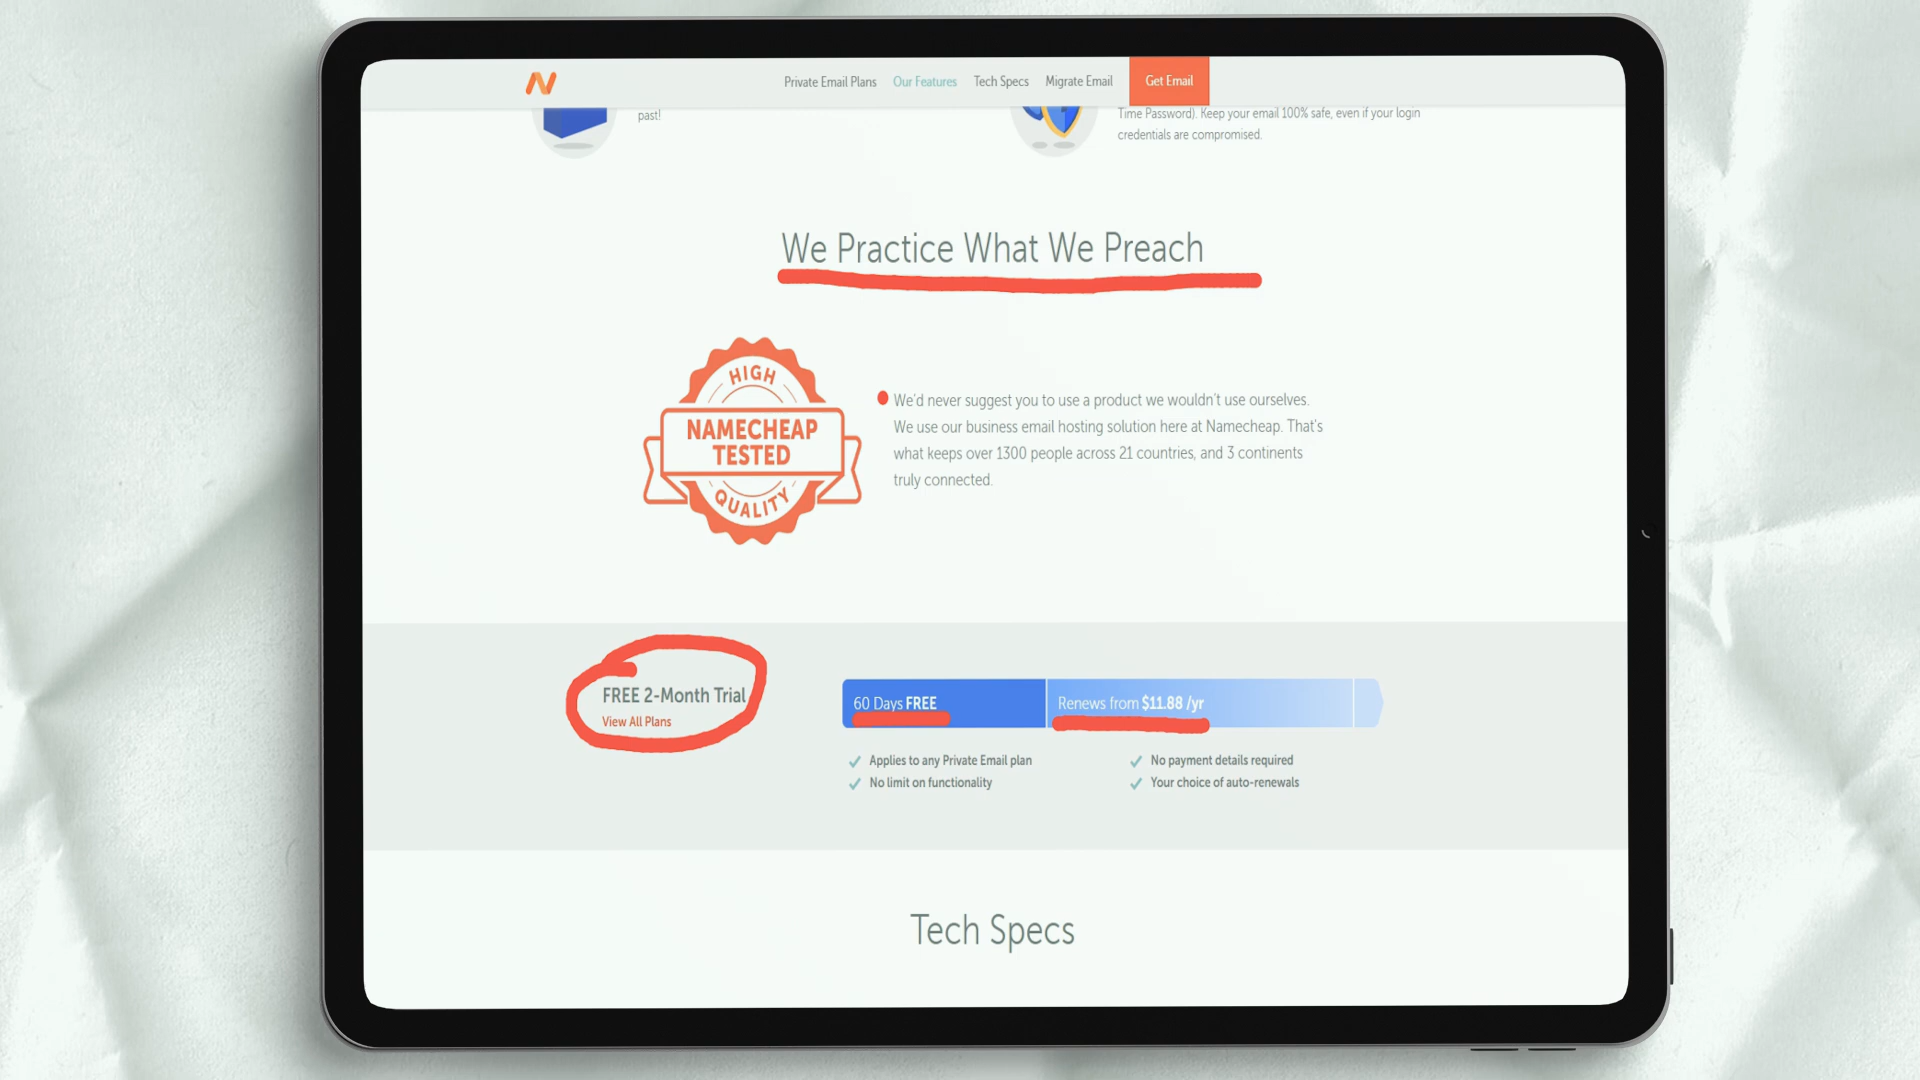 Private Email Plans Our Features Tech Specs Migrate Email Get Email
past!
Time Password). Keep your email 100% safe, even if your login
credentials are compromised.
We Practice What We Preach
HIGH
NAMECHEAP
TESTED
QUALITY
We'd never suggest you to use a product we wouldn't use ourselves.
We use our business email hosting solution here at Namecheap. That's
what keeps over 1300 people across 21 countries, and 3 continents
truly connected.
FREE 2-Month Trial
View All Plans
60 Days FREE
Renews from $11.88 /yr
Applies to any Private Email plan
No limit on functionality
No payment details required
Your choice of auto-renewals
Tech Specs